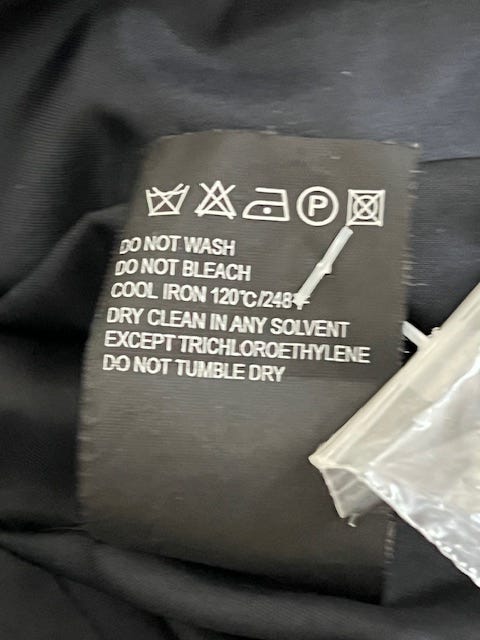 P
DO NOT WASH
DO NOT BLEACH
COOL IRON 120℃/248℉
DRY CLEAN IN ANY SOLVENT
EXCEPT TRICHLOROETHYLENE
DO NOT TUMBLE DRY